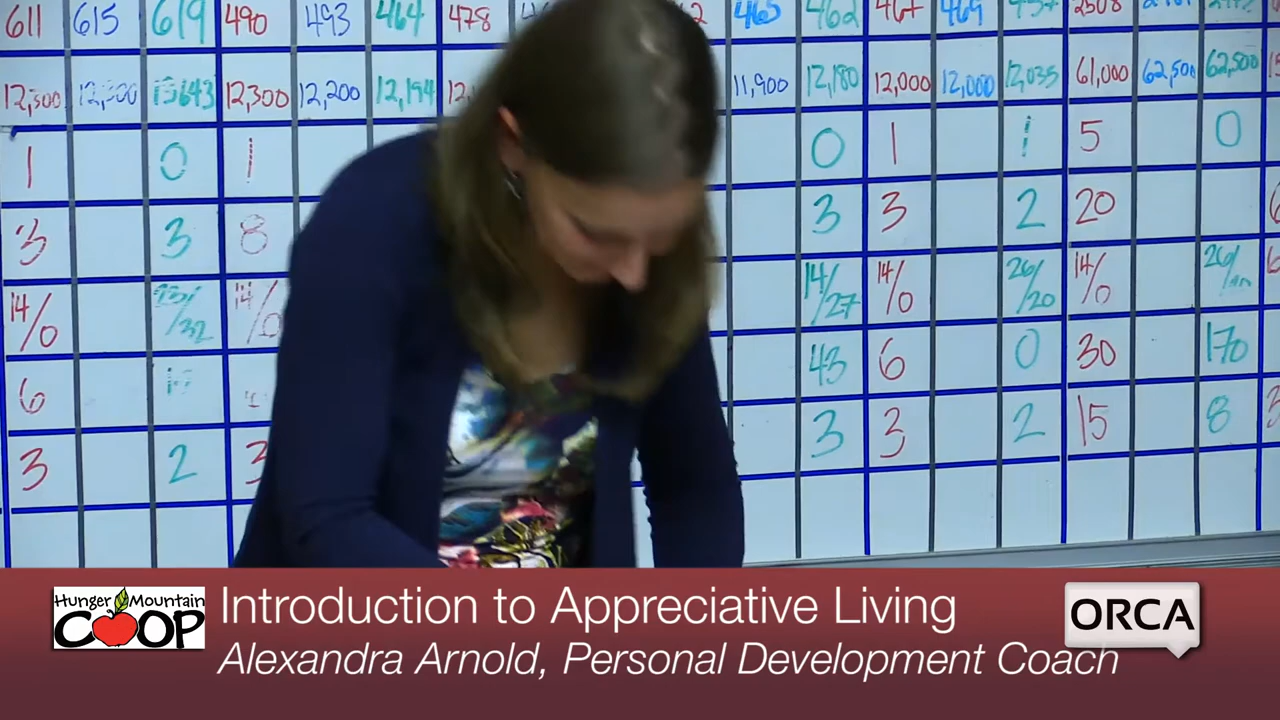 611 615 619 490 493 464 478 465 462 467 469 2508
12,500 12,643 12,300 12,200 12,194 11,900 12,180 12,000 12,000 12,035 61,000 62,500 62,500
1 0 1 0 1 1 5 0
3 3 8 3 3 2 20
14/0 14/0 14/27 14/0 26/20 14/0
6 43 6 0 30 170
3 2 3 3 3 2 15 8
Hunger Mountain
COOP
Introduction to Appreciative Living
Alexandra Arnold, Personal Development Coach
ORCA